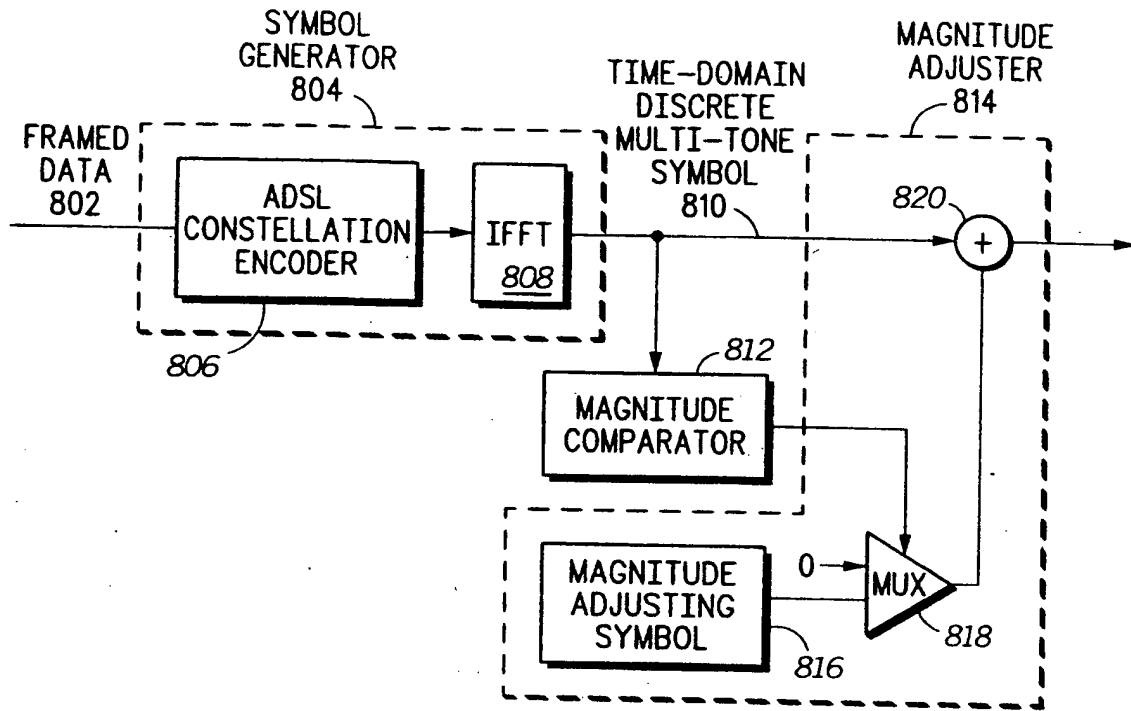 SYMBOL
GENERATOR
804
MAGNITUDE
ADJUSTER
814
TIME-DOMAIN
DISCRETE
MULTI-TONE
SYMBOL
810
FRAMED
DATA
802
ADSL
CONSTELLATION
ENCODER
IFFT
808
820
+
806
812
MAGNITUDE
COMPARATOR
MAGNITUDE
ADJUSTING
SYMBOL
0
MUX
816
818